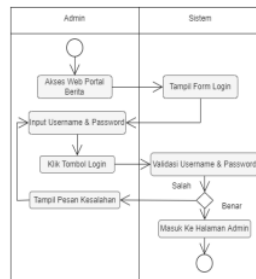 Admin
Sistem
Akses Web Portal
Berita
Tampil Form Login
Input Username & Password
Klik Tombol Login
Validasi Username & Password
Salah
Tampil Pesan Kesalahan
Benar
Masuk Ke Halaman Admin